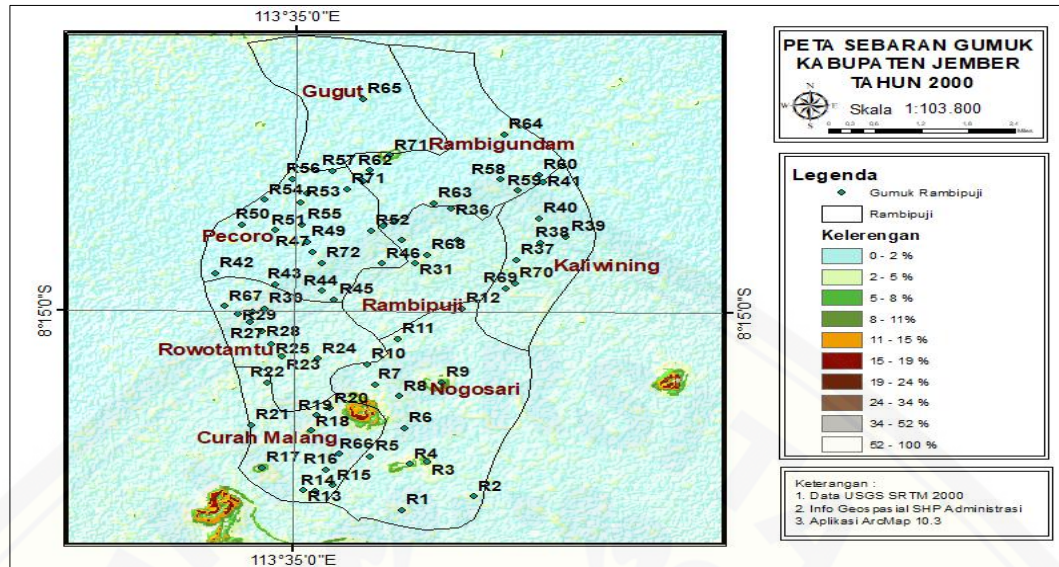 113°35'0"E
PETA SEBARAN GUMUK
KABUPATEN JEMBER
TAHUN 2000
N
W E
S
Skala 1:103.800
Legenda
Gumuk Rambipuji
Rambipuji
Kelerengan
0 - 2 %
2 - 5 %
5 - 8 %
8 - 11%
11 - 15 %
15 - 19 %
19 - 24 %
24 - 34 %
34 - 52 %
52 - 100 %
Keterangan :
1. Data USGS SRTM 2000
2. Info Geospasial SHP Administrasi
3. Aplikasi ArcMap 10.3
Gugut
R65
R64
Rambigundam
R71
R57
R62
R56
R71
R58
R60
R59
R41
R54
R53
R63
R36
R50
R51
R55
R52
R40
Pecoro
R49
R47
R68
R38
R39
R37
R72
R46
R31
Kaliwining
R42
R43
R44
R45
R69
R70
R67
R30
Rambipuji
R12
8°15'0"S
8°15'0"S
R29
R27
R28
R11
Rowotamtu
R25
R24
R10
R23
R22
R7
R9
R8
Nogosari
R19
R20
R21
R18
R6
Curah Malang
R66
R5
R17
R16
R4
R3
R15
R14
R13
R2
R1
113°35'0"E